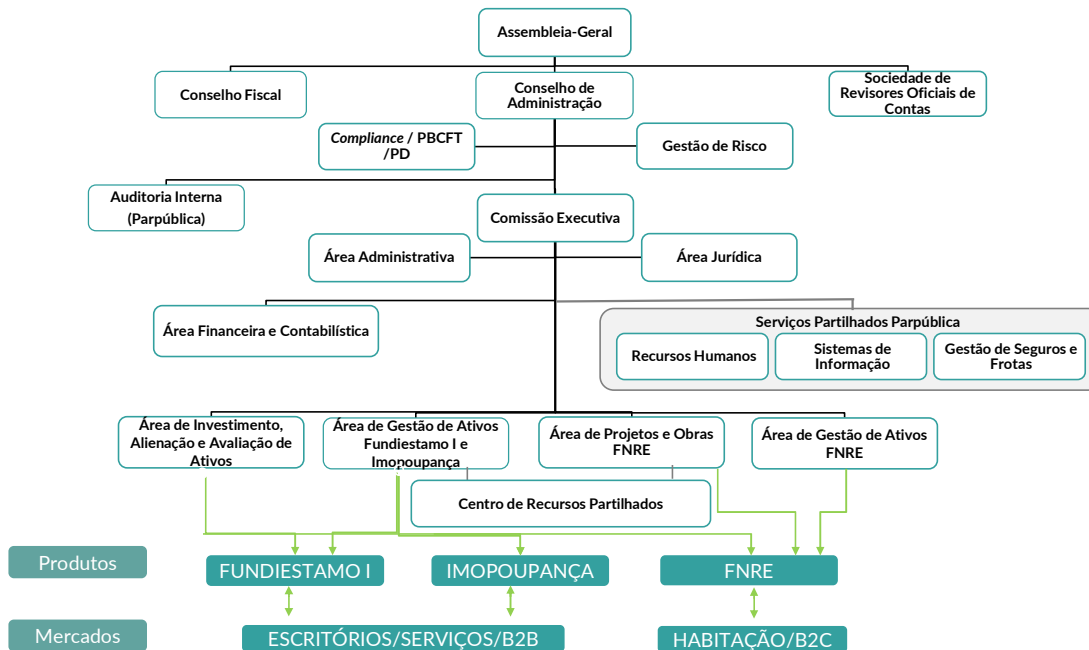 Assembleia-Geral
Conselho Fiscal
Conselho de
Administração
Sociedade de
Revisores Oficiais de
Contas
Compliance / PBCFT
/PD
Gestão de Risco
Auditoria Interna
(Parpública)
Comissão Executiva
Área Administrativa
Área Jurídica
Área Financeira e Contabilística
Serviços Partilhados Parpública
Recursos Humanos
Sistemas de
Informação
Gestão de Seguros e
Frotas
Área de Investimento,
Alienação e Avaliação de
Ativos
Área de Gestão de Ativos
Fundiestamo I e
Imopoupança
Área de Projetos e Obras
FNRE
Área de Gestão de Ativos
FNRE
Centro de Recursos Partilhados
Produtos
FUNDIESTAMO I
IMOPOUPANÇA
FNRE
Mercados
ESCRITÓRIOS/SERVIÇOS/B2B
HABITAÇÃO/B2C